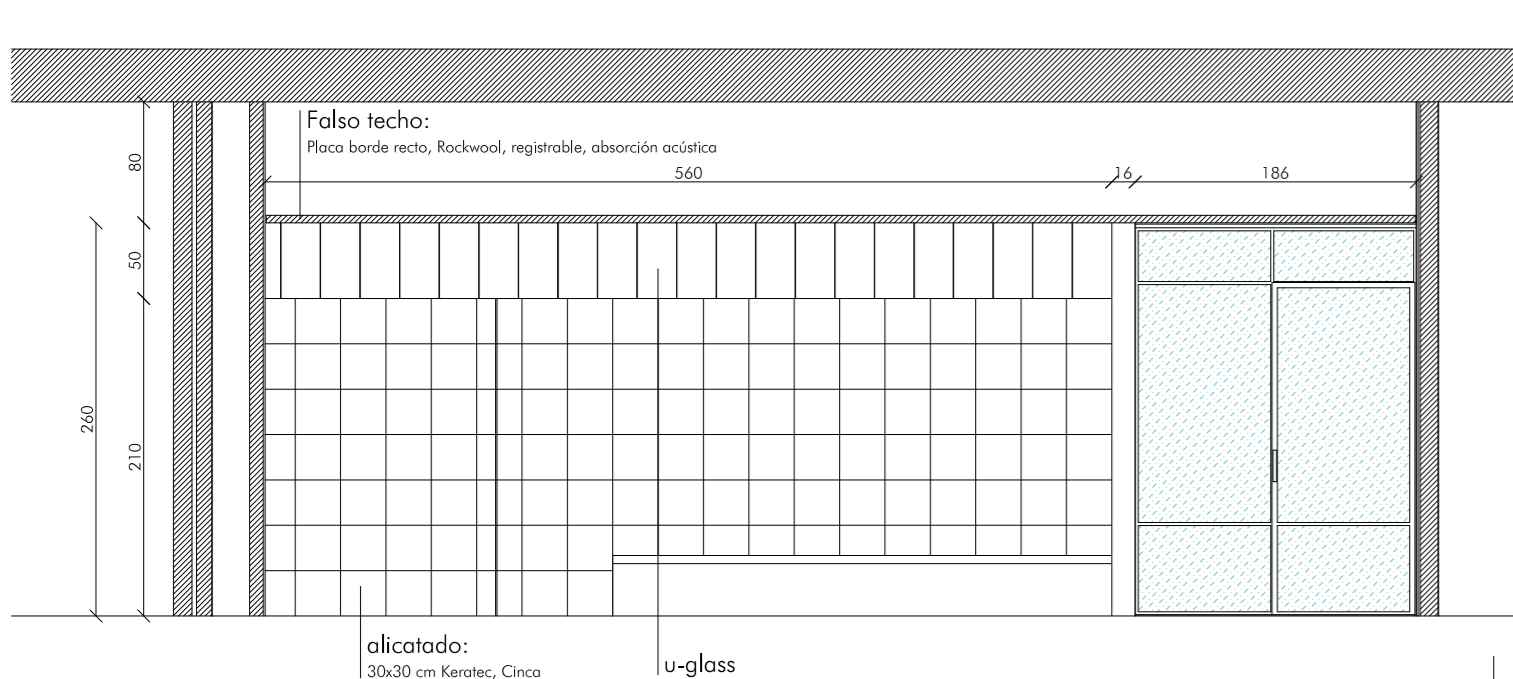 Falso techo:
Placa borde recto, Rockwool, registrable, absorción acústica
560
16
186
80
50
260
210
alicatado:
30x30 cm Keratec, Cinca
u-glass